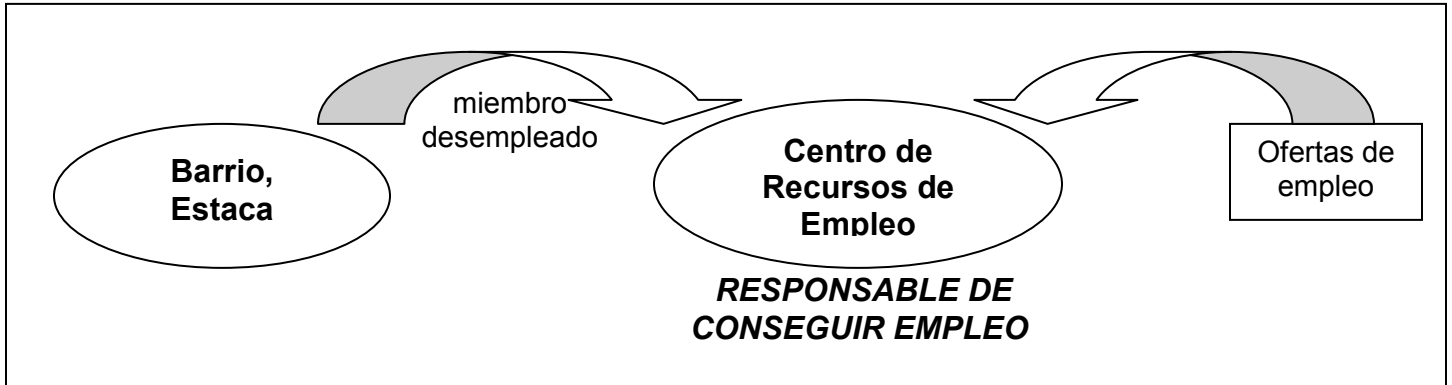 miembro
desempleado
Barrio,
Estaca
Centro de
Recursos de
Empleo
RESPONSABLE DE
CONSEGUIR EMPLEO
Ofertas de
empleo